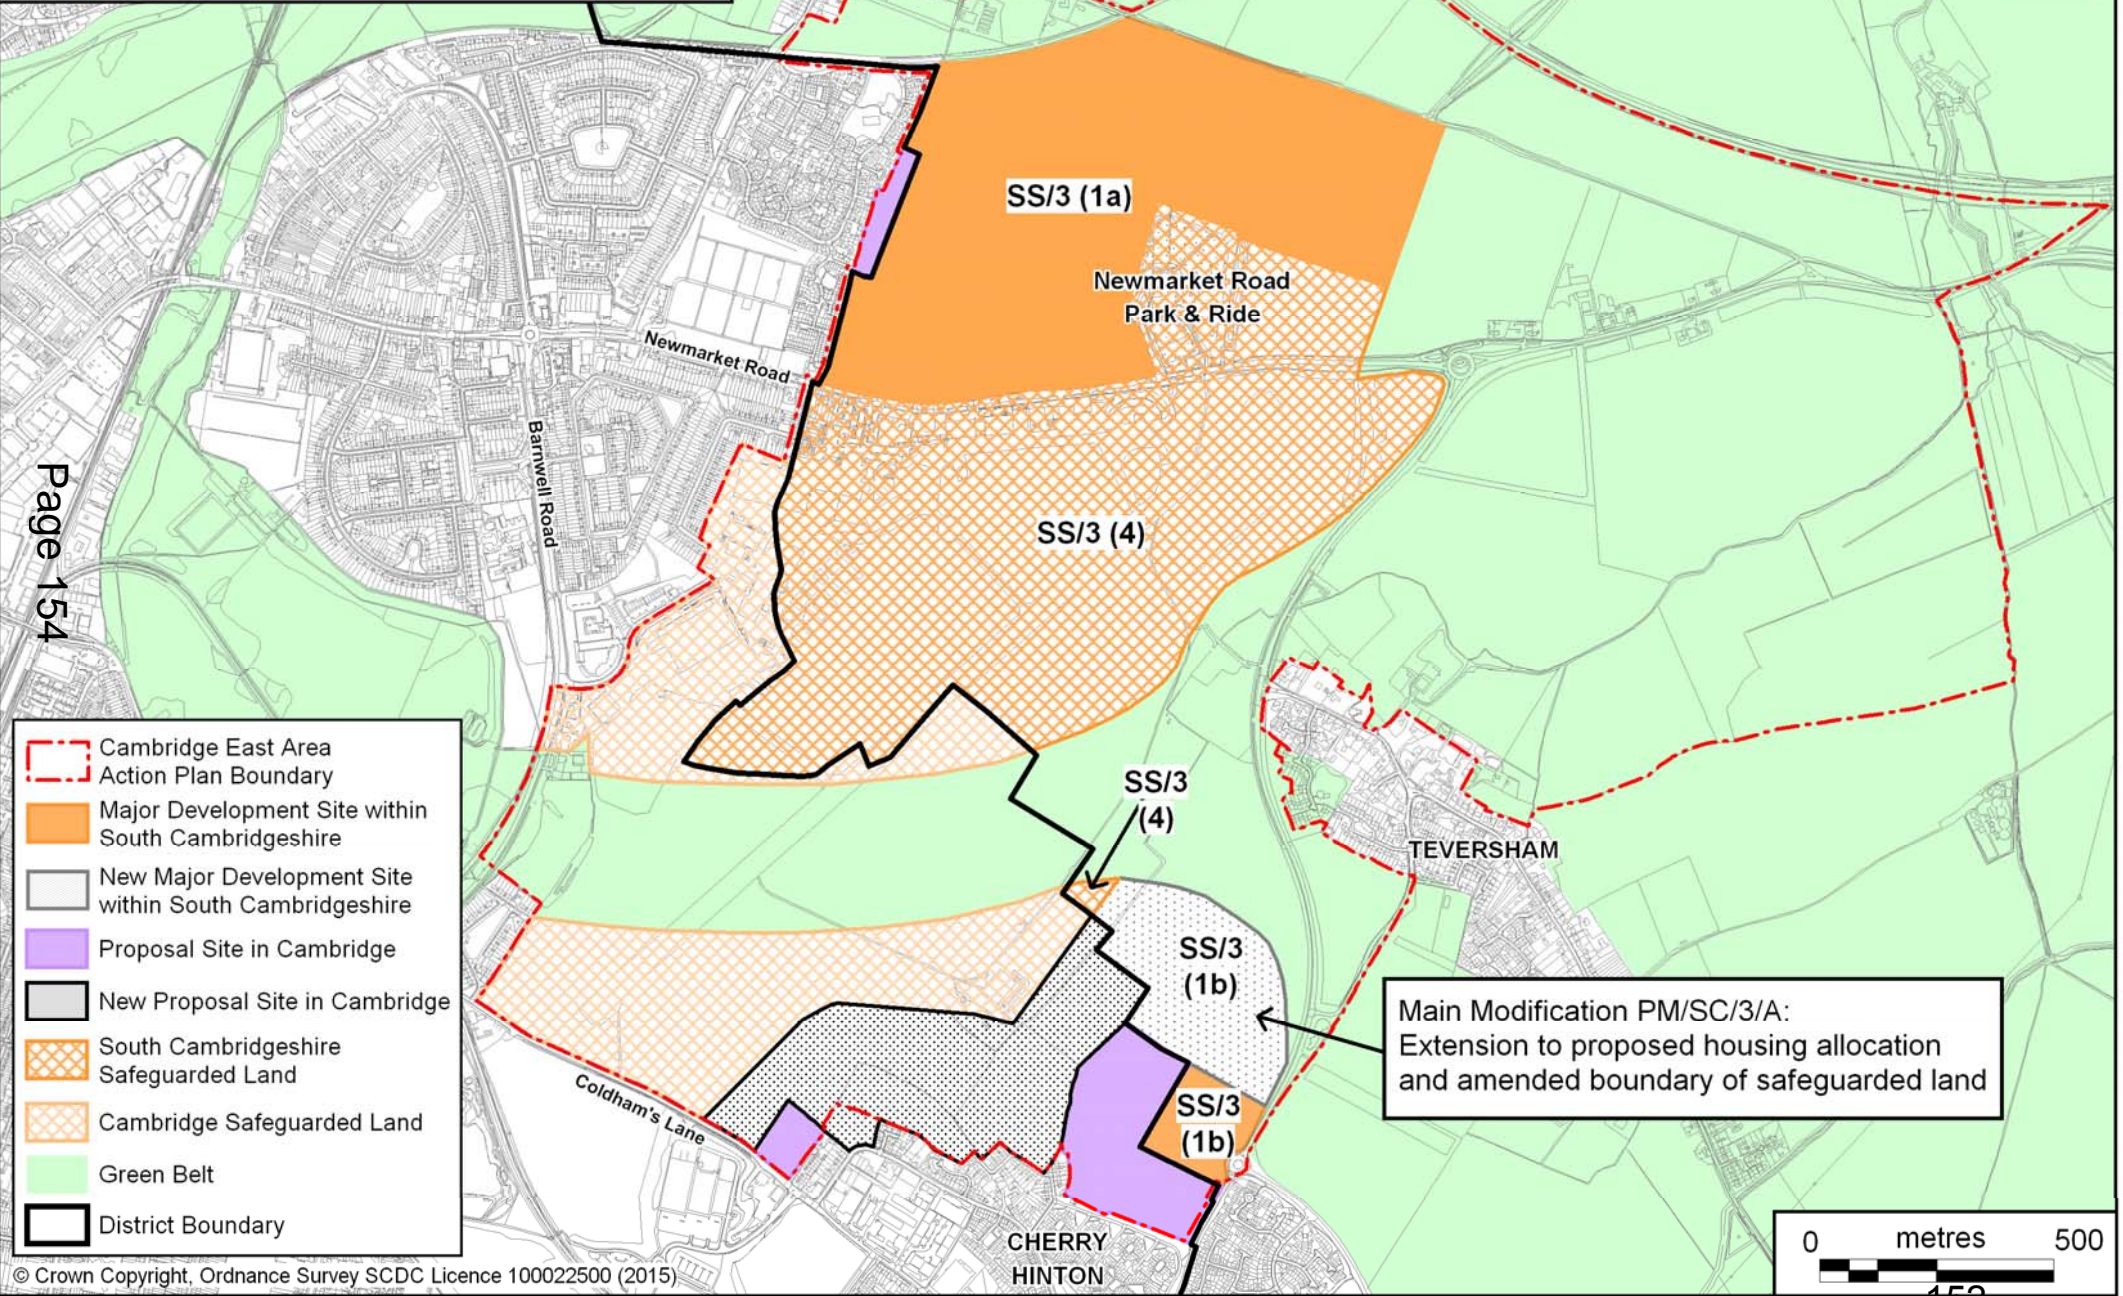 SS/3 (1a)
Newmarket Road
Park & Ride
Newmarket Road
Barnwell Road
SS/3 (4)
Page 154
SS/3
(4)
TEVERSHAM
SS/3
(1b)
Main Modification PM/SC/3/A:
Extension to proposed housing allocation
and amended boundary of safeguarded land
SS/3
(1b)
Coldham's Lane
CHERRY
HINTON
Cambridge East Area
Action Plan Boundary
Major Development Site within
South Cambridgeshire
New Major Development Site
within South Cambridgeshire
Proposal Site in Cambridge
New Proposal Site in Cambridge
South Cambridgeshire
Safeguarded Land
Cambridge Safeguarded Land
Green Belt
District Boundary
© Crown Copyright, Ordnance Survey SCDC Licence 100022500 (2015)
0 metres 500